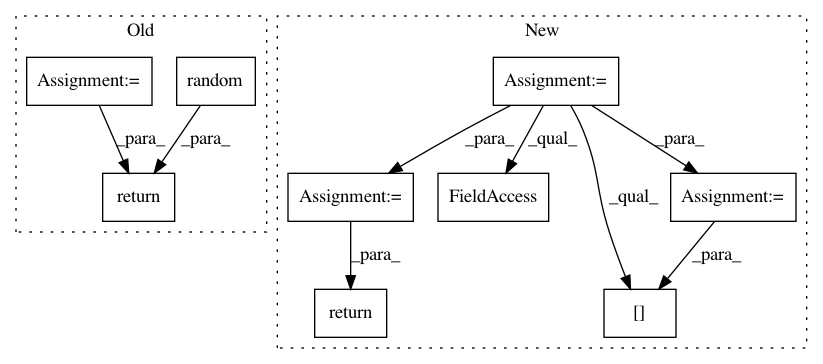 Old
New
Assignment:=
random
Assignment:=
_para_
_para_
_para_
_qual_
_para_
return
Assignment:=
FieldAccess
_qual_
Assignment:=
_para_
_para_
return
[]